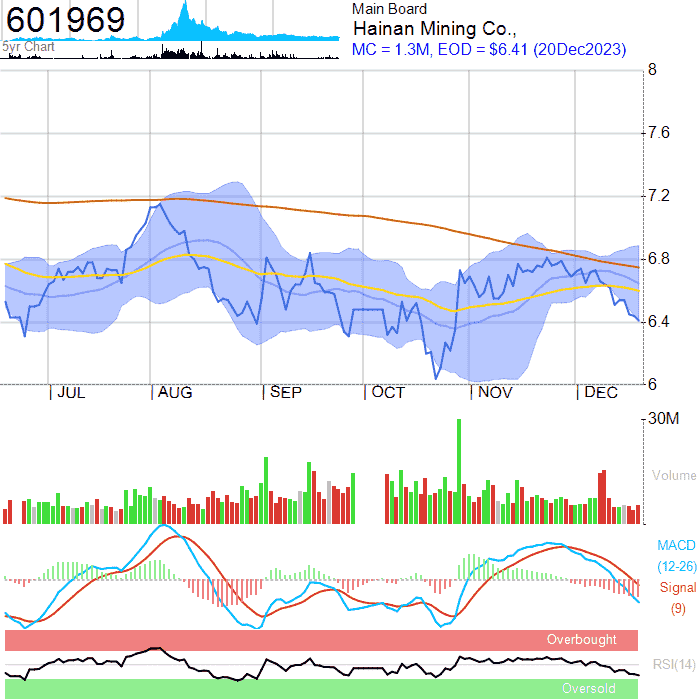 601969
5yr Chart
Main Board
Hainan Mining Co.,
MC = 1.3M, EOD = $6.41 (20Dec2023)
8
7.6
7.2
6.8
6.4
6
JUL
AUG
SEP
OCT
NOV
DEC
30M
Volume
MACD
(12-26)
Signal
(9)
Overbought
RSI(14)
Oversold